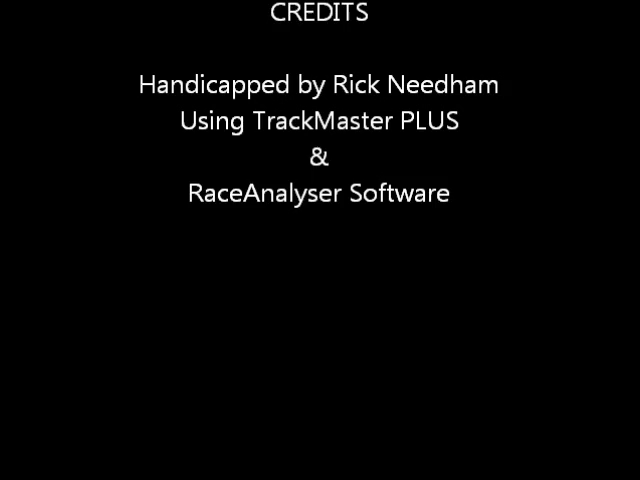 CREDITS
Handicapped by Rick Needham
Using TrackMaster PLUS
&
RaceAnalyser Software